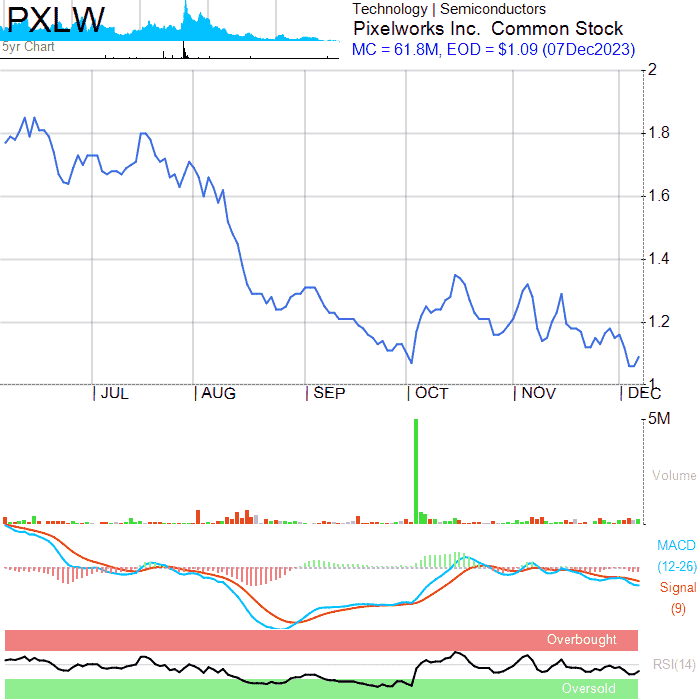 PXLW
5yr Chart
Technology | Semiconductors
Pixelworks Inc. Common Stock
MC = 61.8M, EOD = $1.09 (07Dec2023)
2
1.8
1.6
1.4
1.2
1
JUL AUG SEP OCT NOV DEC
5M
Volume
MACD
(12-26)
Signal
(9)
Overbought
RSI(14)
Oversold